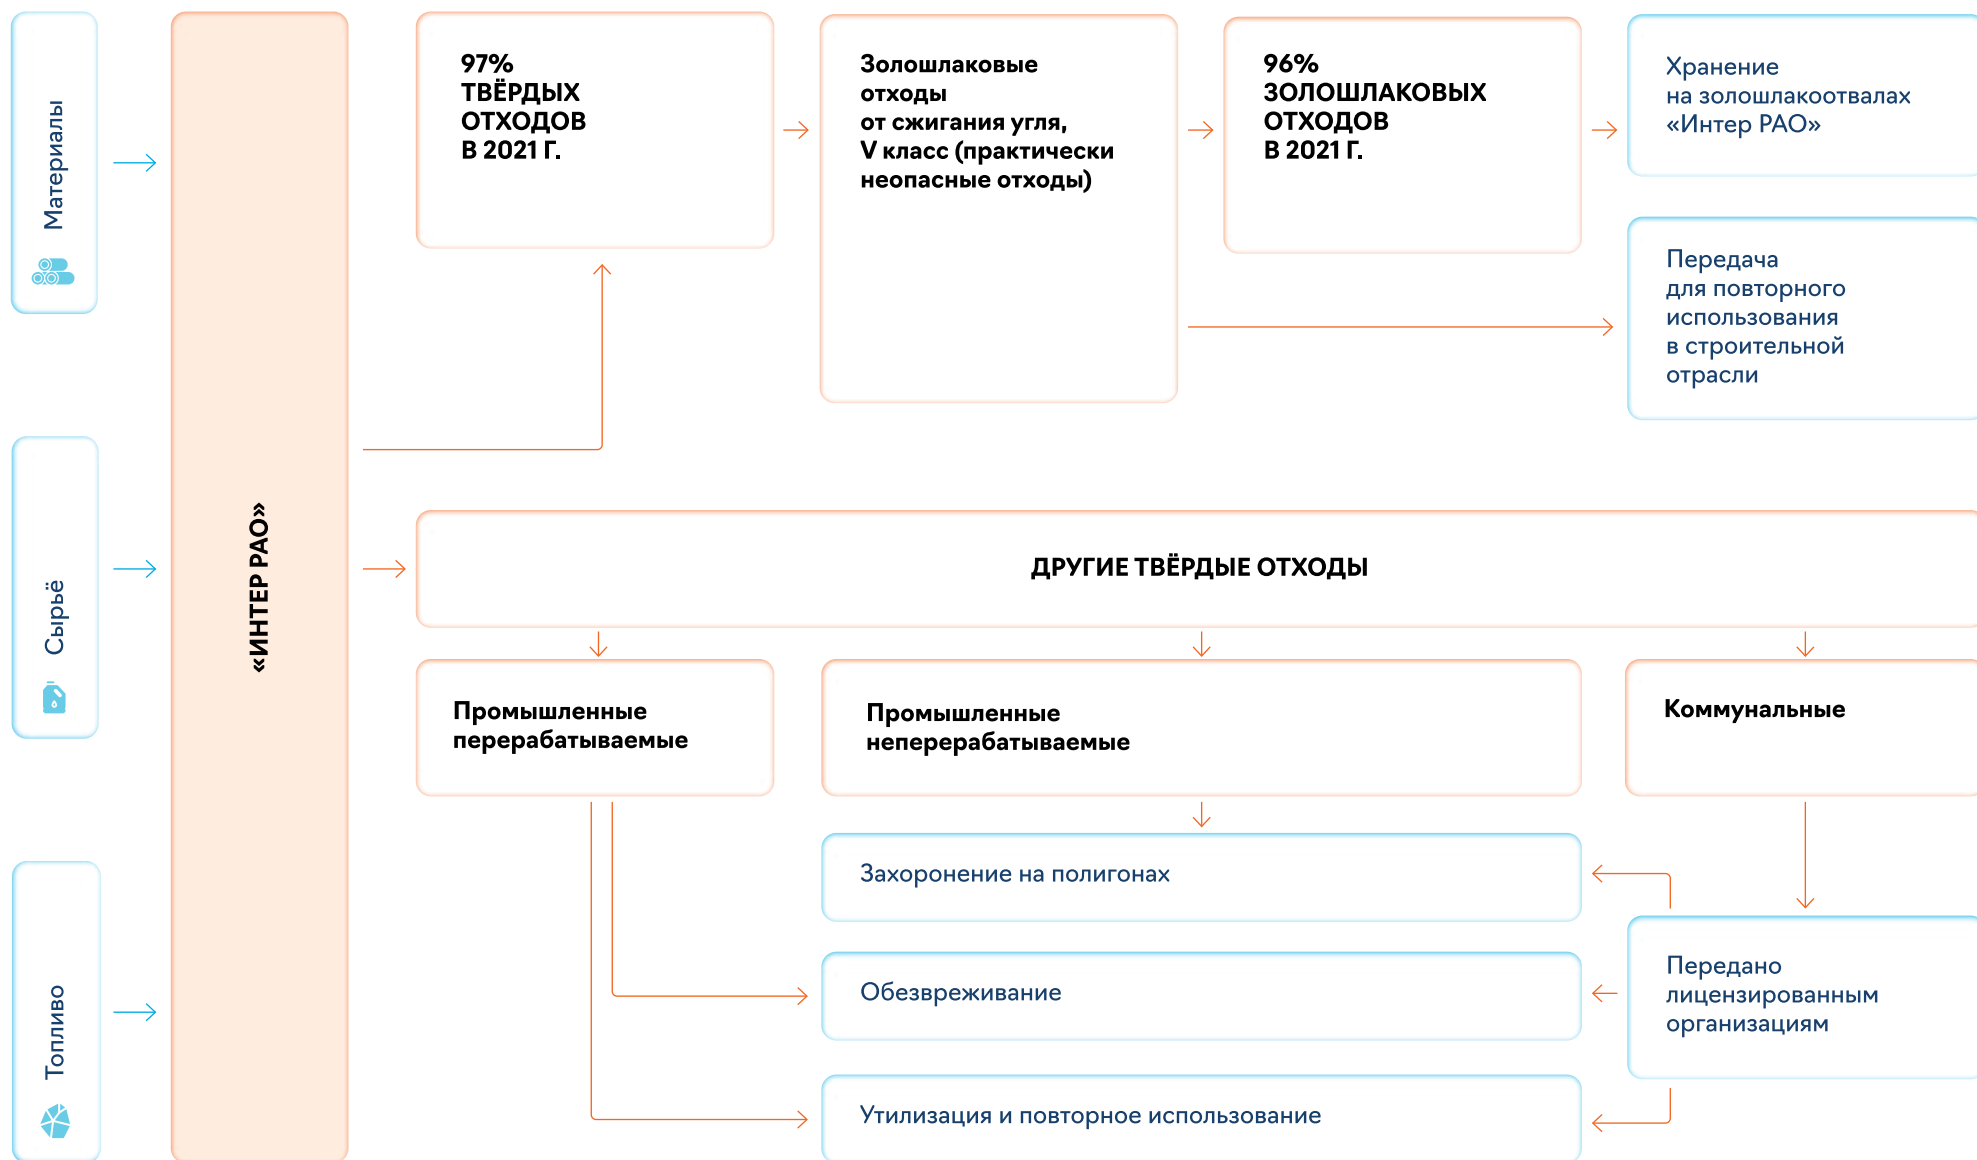 Материалы
Сырьё
Топливо
«ИНТЕР РАО»
97%
ТВЁРДЫХ
ОТХОДОВ
В 2021 Г.
Золошлаковые
отходы
от сжигания угля,
V класс (практически
неопасные отходы)
96%
ЗОЛОШЛАКОВЫХ
ОТХОДОВ
В 2021 Г.
Хранение
на золошлакоотвалах
«Интер РАО»
Передача
для повторного
использования
в строительной
отрасли
ДРУГИЕ ТВЁРДЫЕ ОТХОДЫ
Промышленные
перерабатываемые
Промышленные
неперерабатываемые
Коммунальные
Захоронение на полигонах
Обезвреживание
Утилизация и повторное использование
Передано
лицензированным
организациям